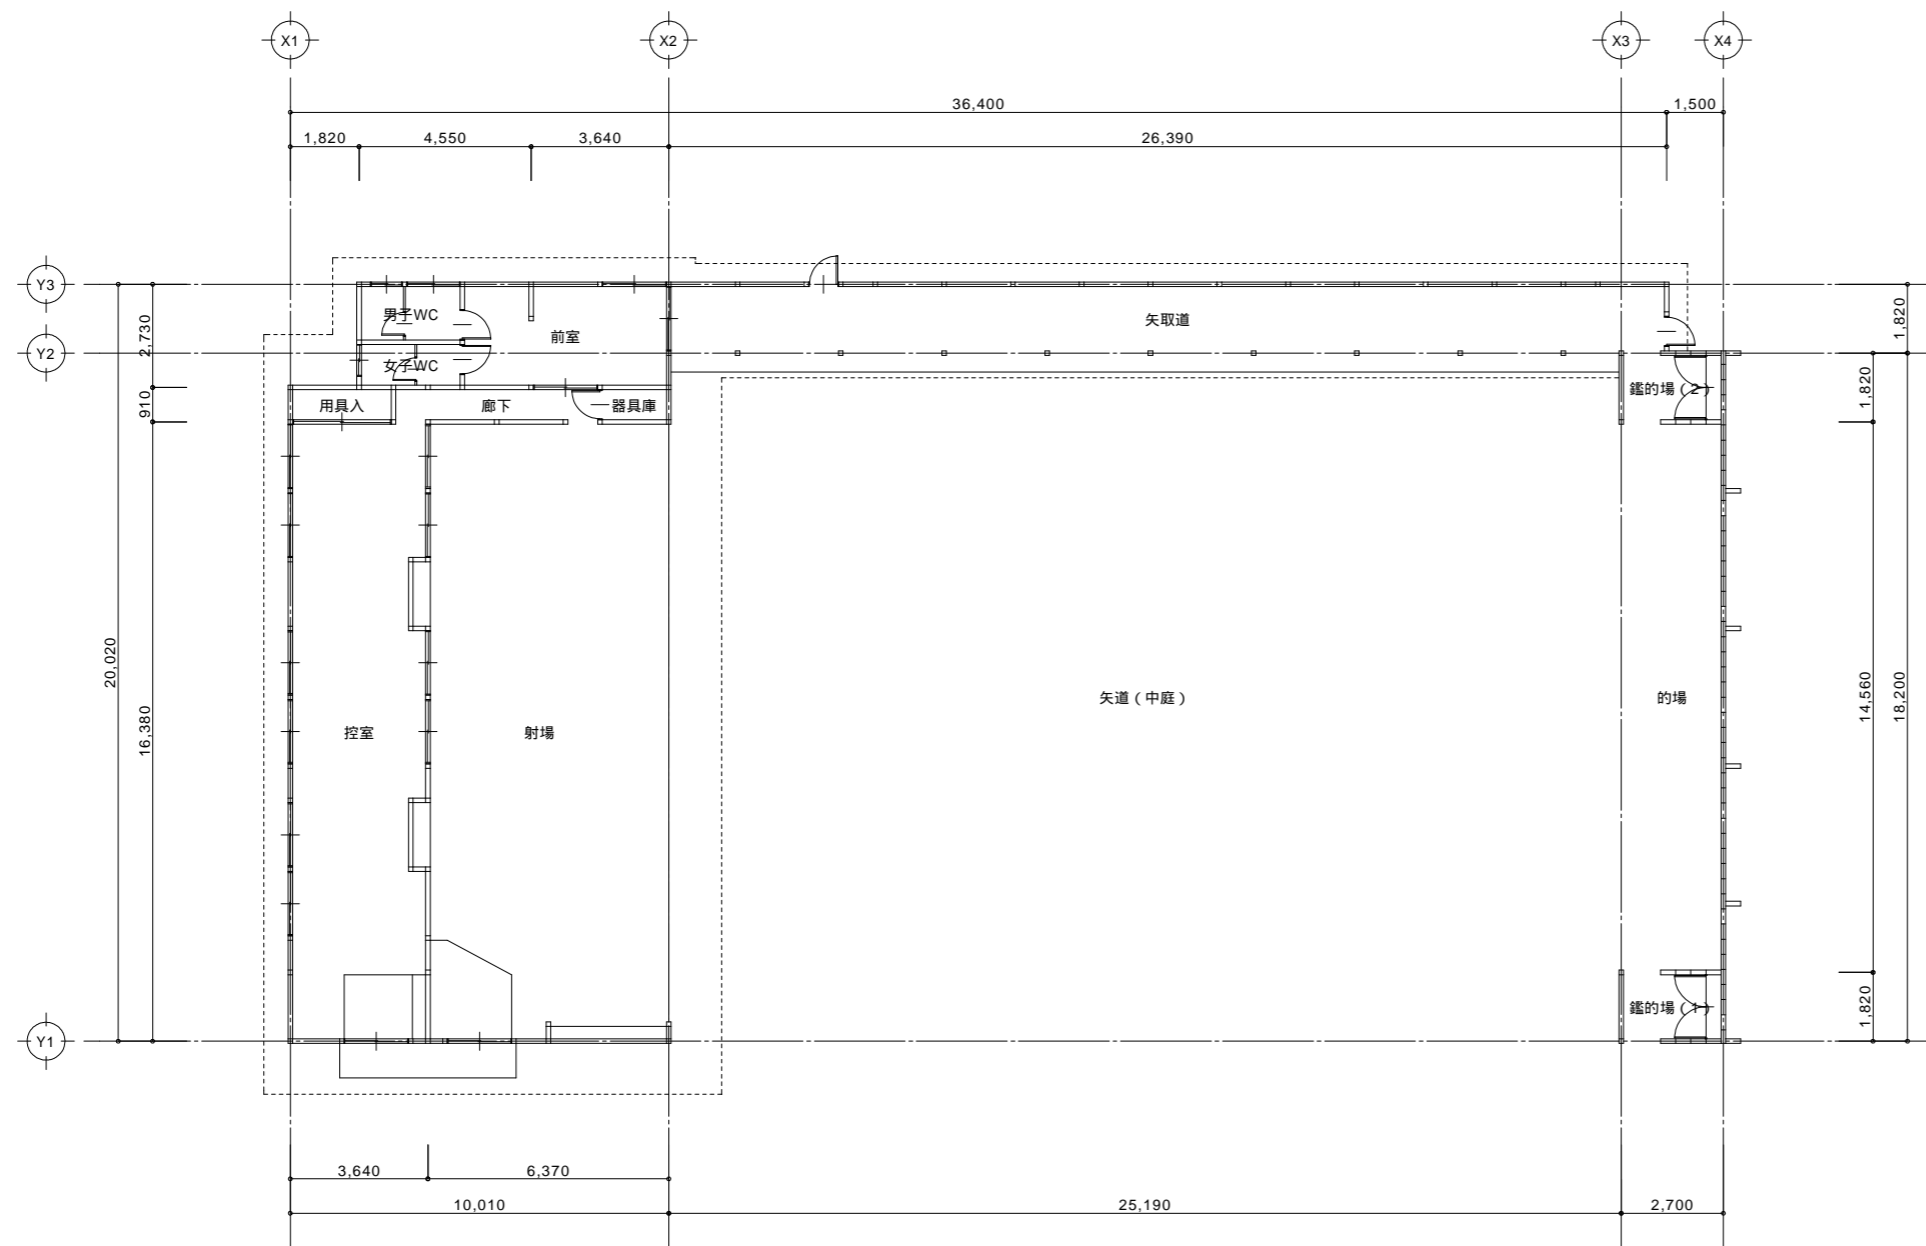 X1
X2
X3
X4
36,400
1,500
1,820
4,550
3,640
26,390
Y3
Y2
Y1
20,020
2,730
910
16,380
男子WC
前室
矢取道
女子WC
用具入
廊下
器具庫
鑑的場(2)
控室
射場
矢道(中庭)
的場
鑑的場(1)
1,820
1,820
14,560
18,200
1,820
3,640
6,370
10,010
25,190
2,700